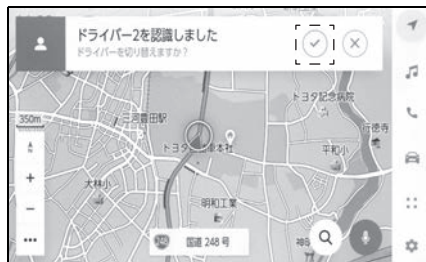 ドライバー2を認識しました
ドライバーを切り替えますか?
350m
三河豊田駅
トヨタ記念病院
行徳寺
トヨタ
車本社
平和小
大林小
明和工業
N
248
国道 248 号